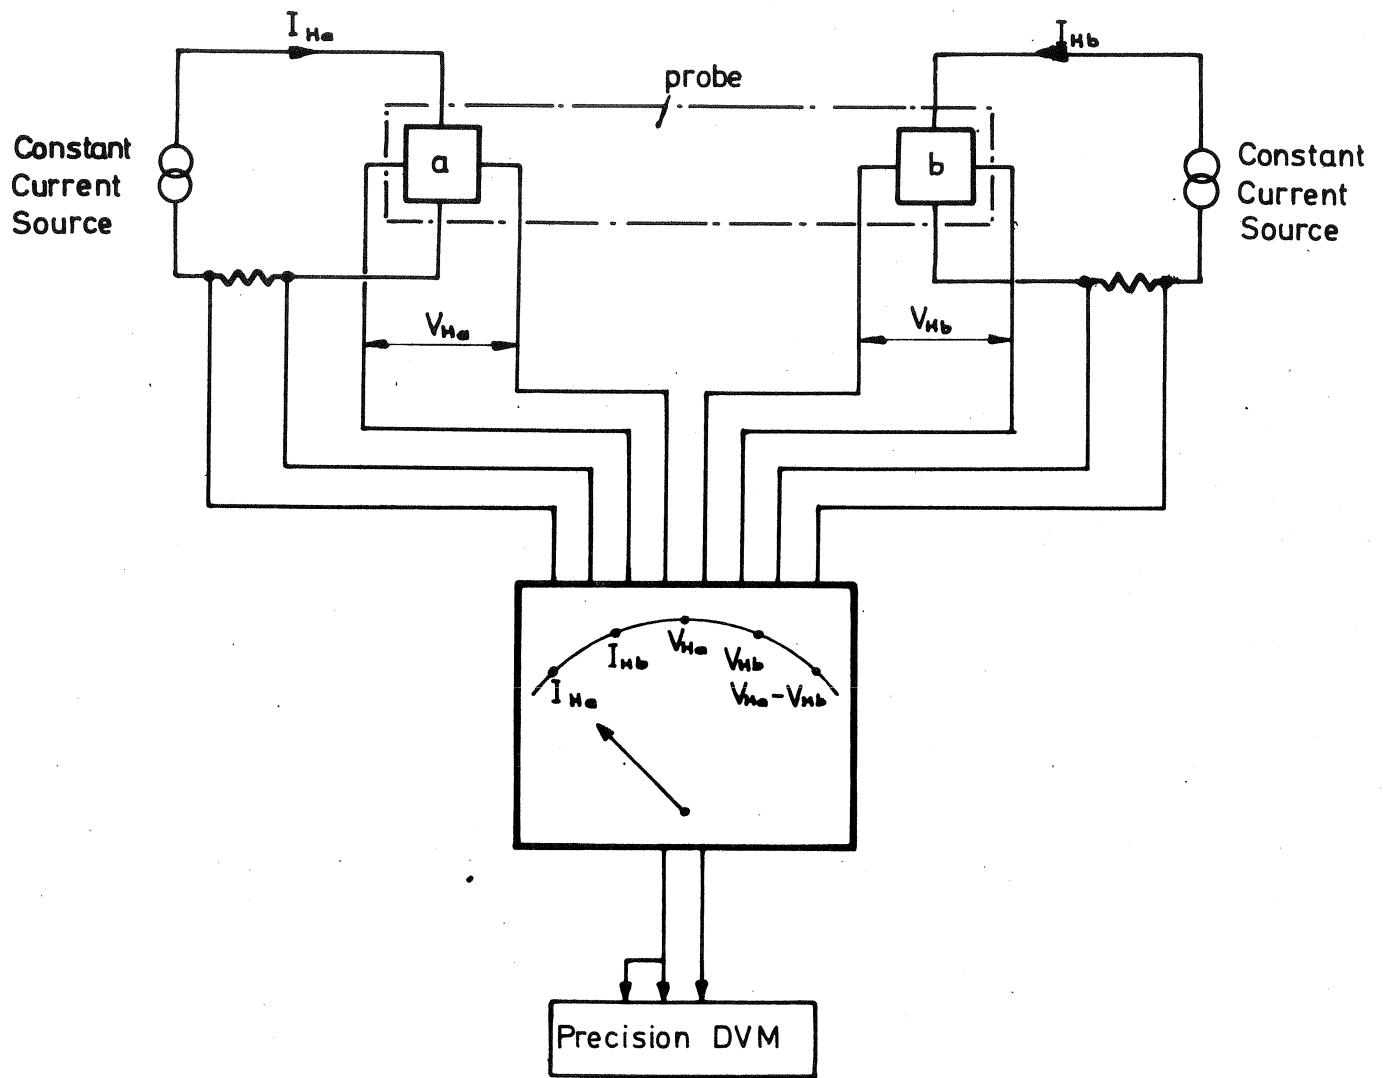 I_Ha
I_Hb
probe
Constant
Current
Source
a
b
Constant
Current
Source
V_Ha
V_Hb
I_Ha
I_Hb
V_Ha
V_Hb
V_Ha-V_Hb
Precision DVM